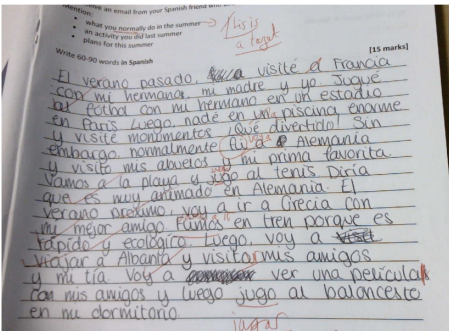 an email from your Spanish friend
what you normally do in the summer
an activity you did last summer
plans for this summer
This is
a target
[15 marks]
Write 60-90 words in Spanish
El verano pasado, visité a Francia
con mi hermano, mi madre y yo Jugué
al fútbol con mi hermano en un estadio
en París Luego, nadé en una piscina enorme
y visité monumentos ¡Qué divertido! Sin
embargo, normalmente fui a Alemania
y visito mis abuelos y mi prima favorita.
Vamos a la playa y jugo al tenis Diría
que es muy animado en Alemania. El
verano próximo, voy a ir a Grecia con
mi mejor amigo Fuimos en tren porque es
rápido y ecológico Luego, voy a
viajar a Albania y visitar mis amigos
y mi tía Voy a ver una película
con mis amigos y luego jugo al baloncesto
en mi dormitorio
jugar